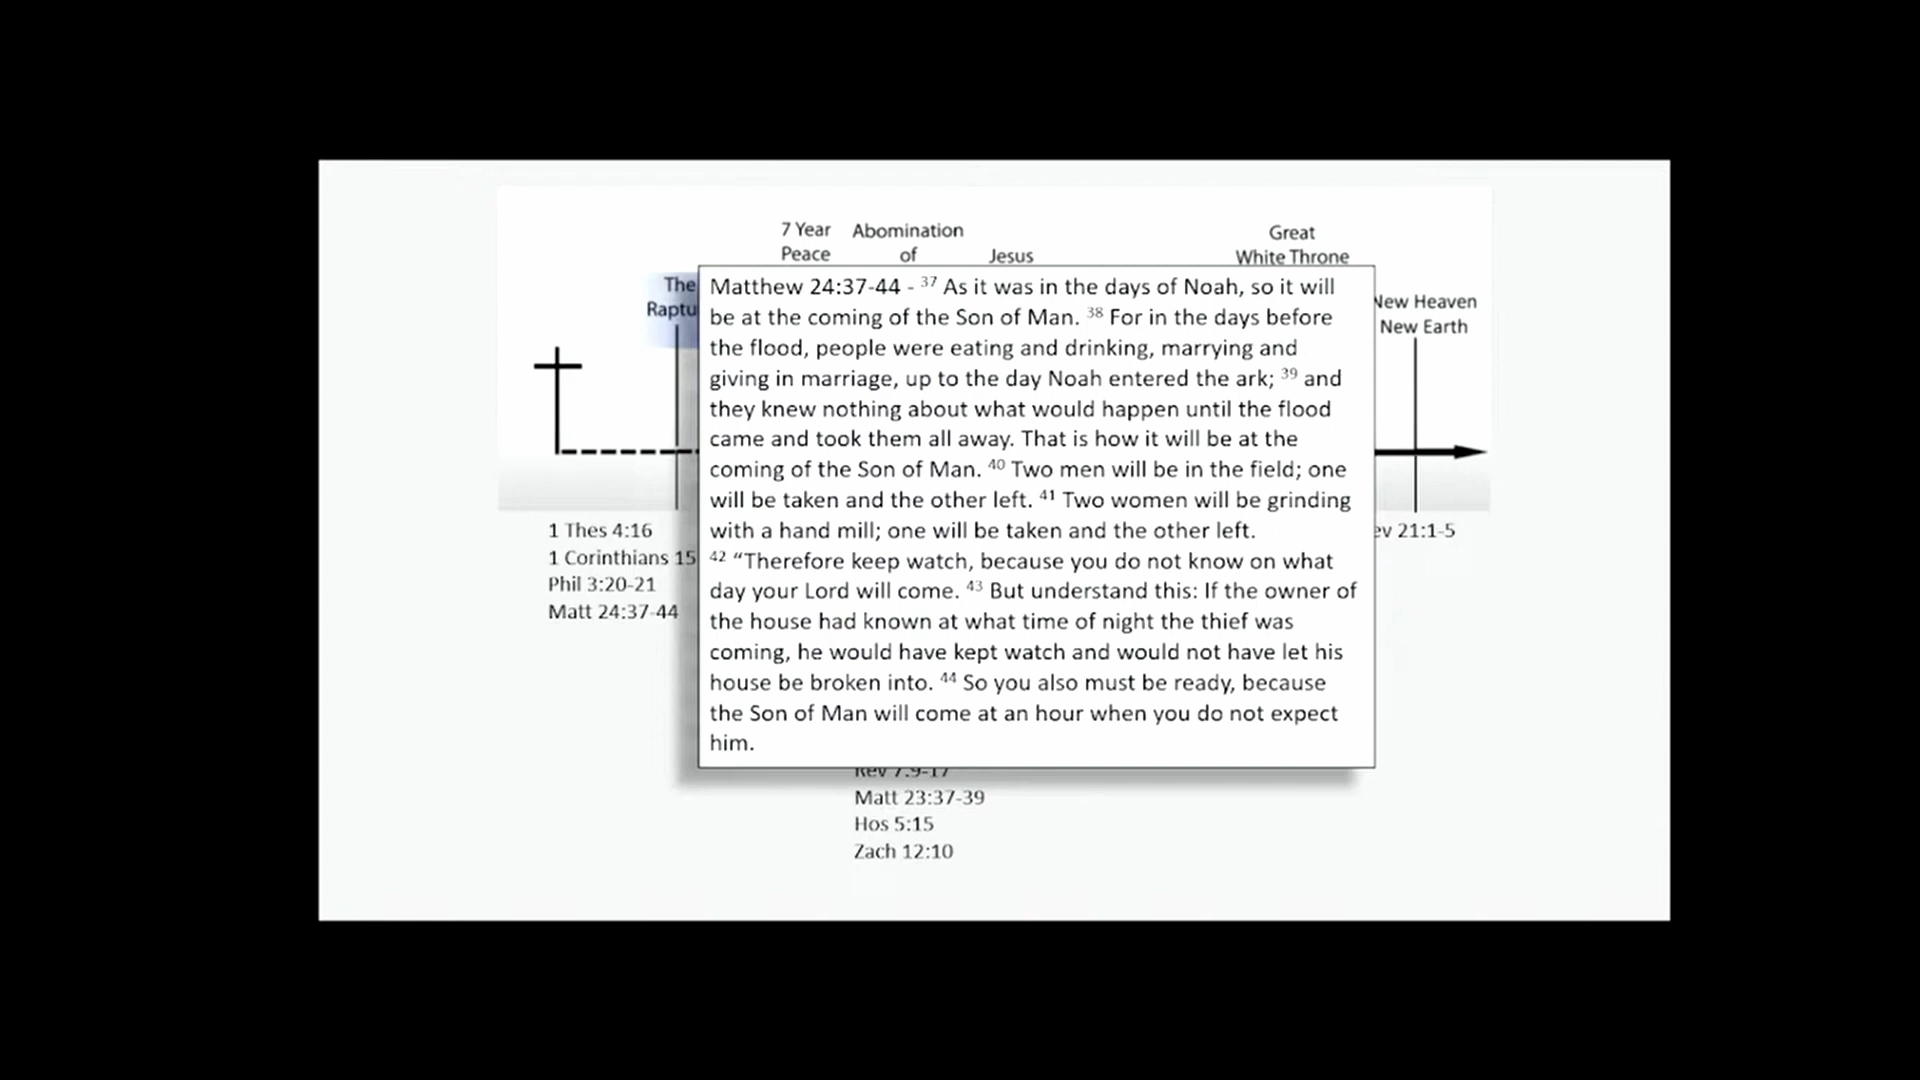 7 Year
Peace
Abomination
of
Jesus
Great
White Throne
The
New Heaven
New Earth
Matthew 24:37-44 - ³⁷ As it was in the days of Noah, so it will
be at the coming of the Son of Man. ³⁸ For in the days before
the flood, people were eating and drinking, marrying and
giving in marriage, up to the day Noah entered the ark; ³⁹ and
they knew nothing about what would happen until the flood
came and took them all away. That is how it will be at the
coming of the Son of Man. ⁴⁰ Two men will be in the field; one
will be taken and the other left. ⁴¹ Two women will be grinding
with a hand mill; one will be taken and the other left.
⁴² “Therefore keep watch, because you do not know on what
day your Lord will come. ⁴³ But understand this: If the owner of
the house had known at what time of night the thief was
coming, he would have kept watch and would not have let his
house be broken into. ⁴⁴ So you also must be ready, because
the Son of Man will come at an hour when you do not expect
him.
1 Thes 4:16
1 Corinthians 15
Phil 3:20-21
Matt 24:37-44
21:1-5
Rev 7:9-17
Matt 23:37-39
Hos 5:15
Zach 12:10